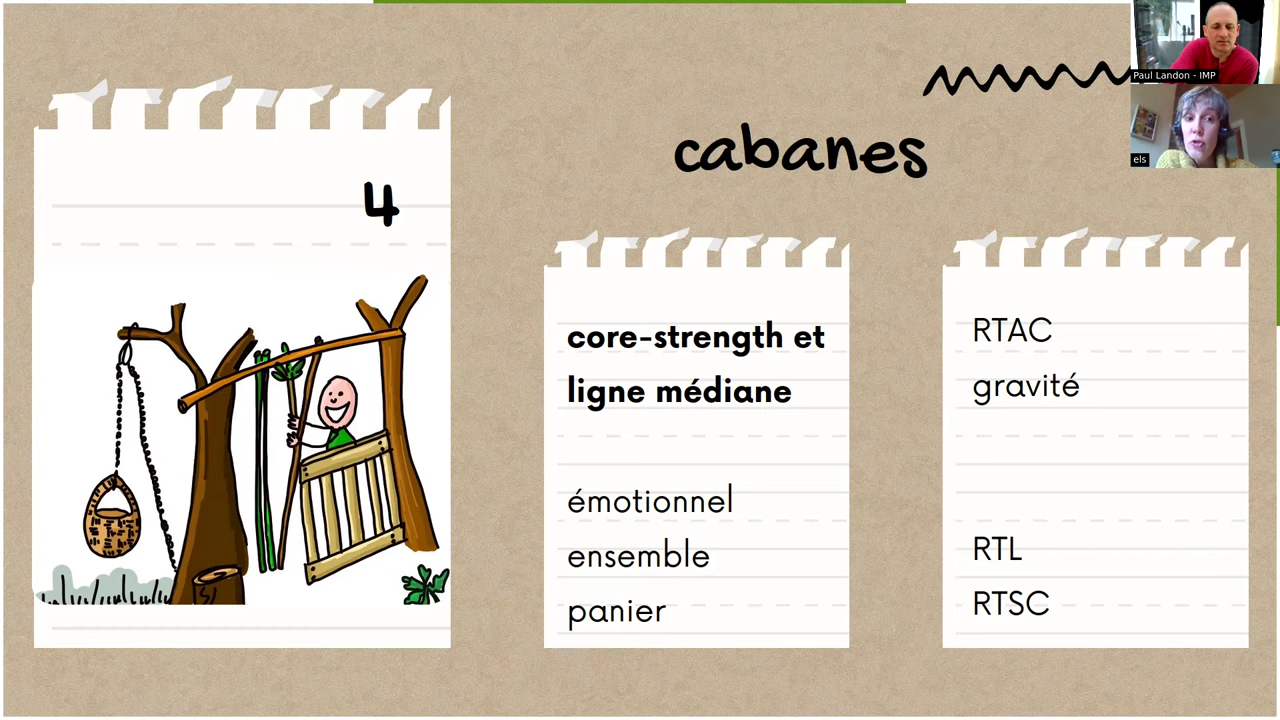 4
cabanes
core-strength et
ligne médiane
émotionnel
ensemble
panier
RTAC
gravité
RTL
RTSC
Paul Landon - IMP
els